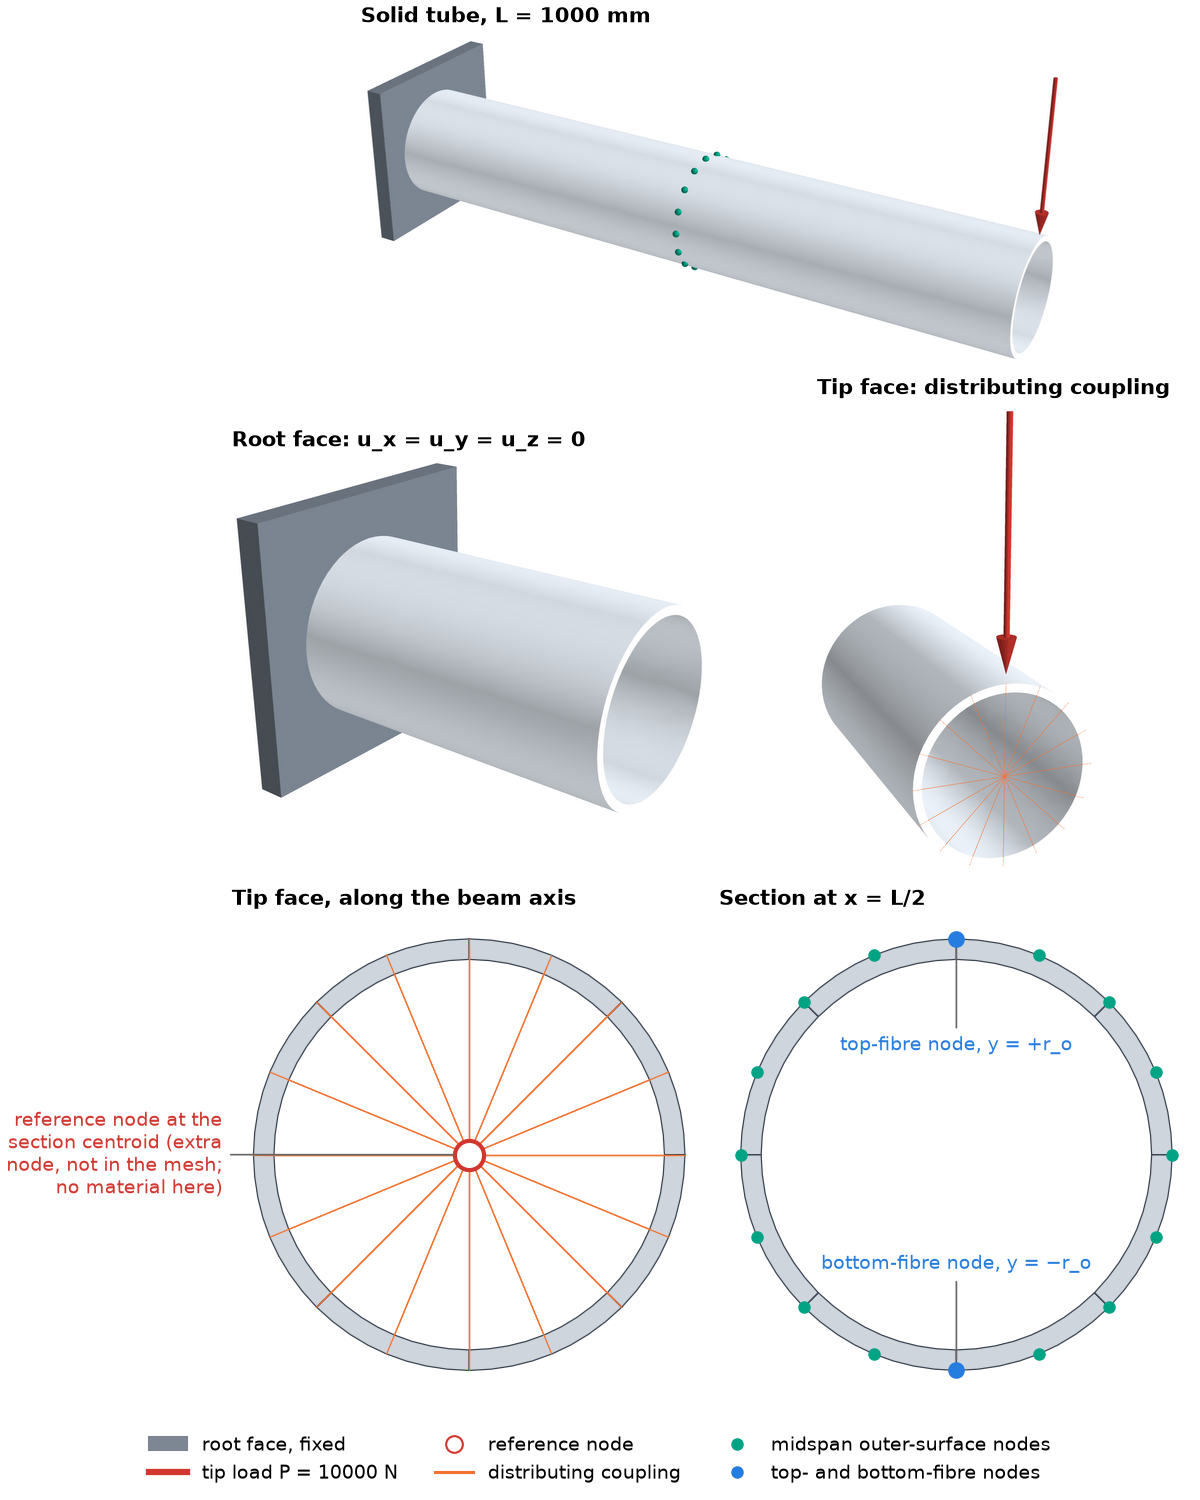 Solid tube, L = 1000 mm
Tip face: distributing coupling
Root face: u_x = u_y = u_z = 0
Tip face, along the beam axis
Section at x = L/2
top-fibre node, y = +r_o
reference node at the
section centroid (extra
node, not in the mesh;
no material here)
bottom-fibre node, y = −r_o
root face, fixed
reference node
midspan outer-surface nodes
tip load P = 10000 N
distributing coupling
top- and bottom-fibre nodes